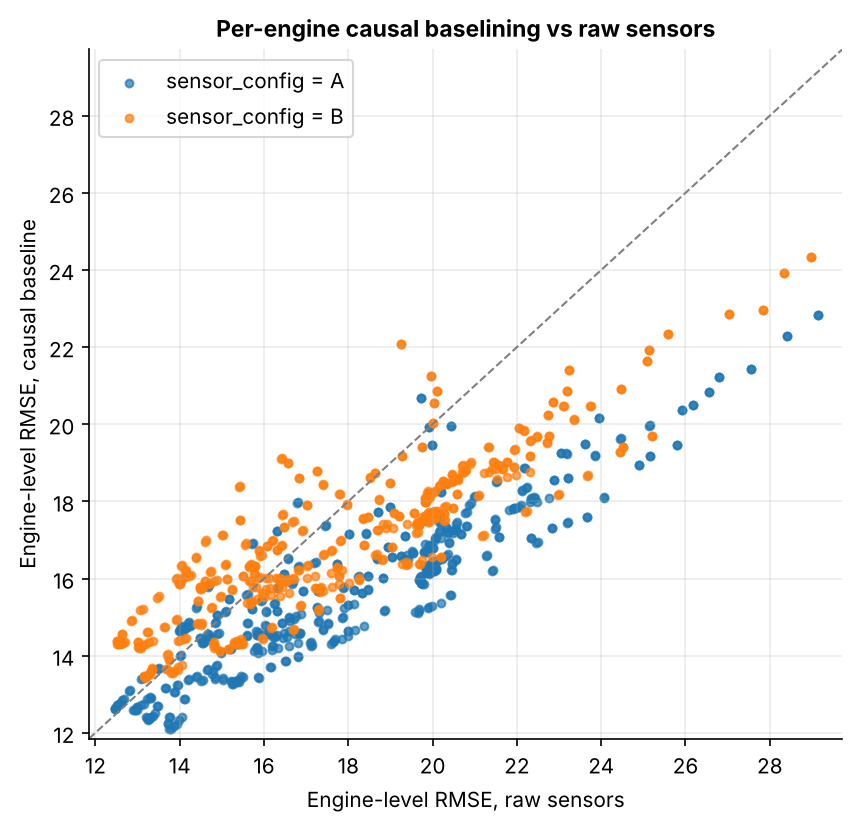 Per-engine causal baselining vs raw sensors
sensor_config = A
sensor_config = B
Engine-level RMSE, causal baseline
28
26
24
22
20
18
16
14
12
12 14 16 18 20 22 24 26 28
Engine-level RMSE, raw sensors